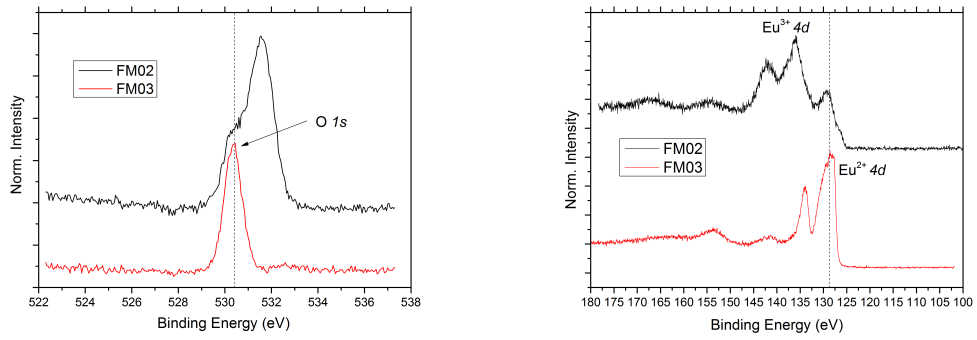 FM02
FM03
O 1s
Norm. Intensity
522 524 526 528 530 532 534 536 538
Binding Energy (eV)
Eu3+ 4d
FM02
FM03
Eu2+ 4d
Norm. Intensity
180 175 170 165 160 155 150 145 140 135 130 125 120 115 110 105 100
Binding Energy (eV)